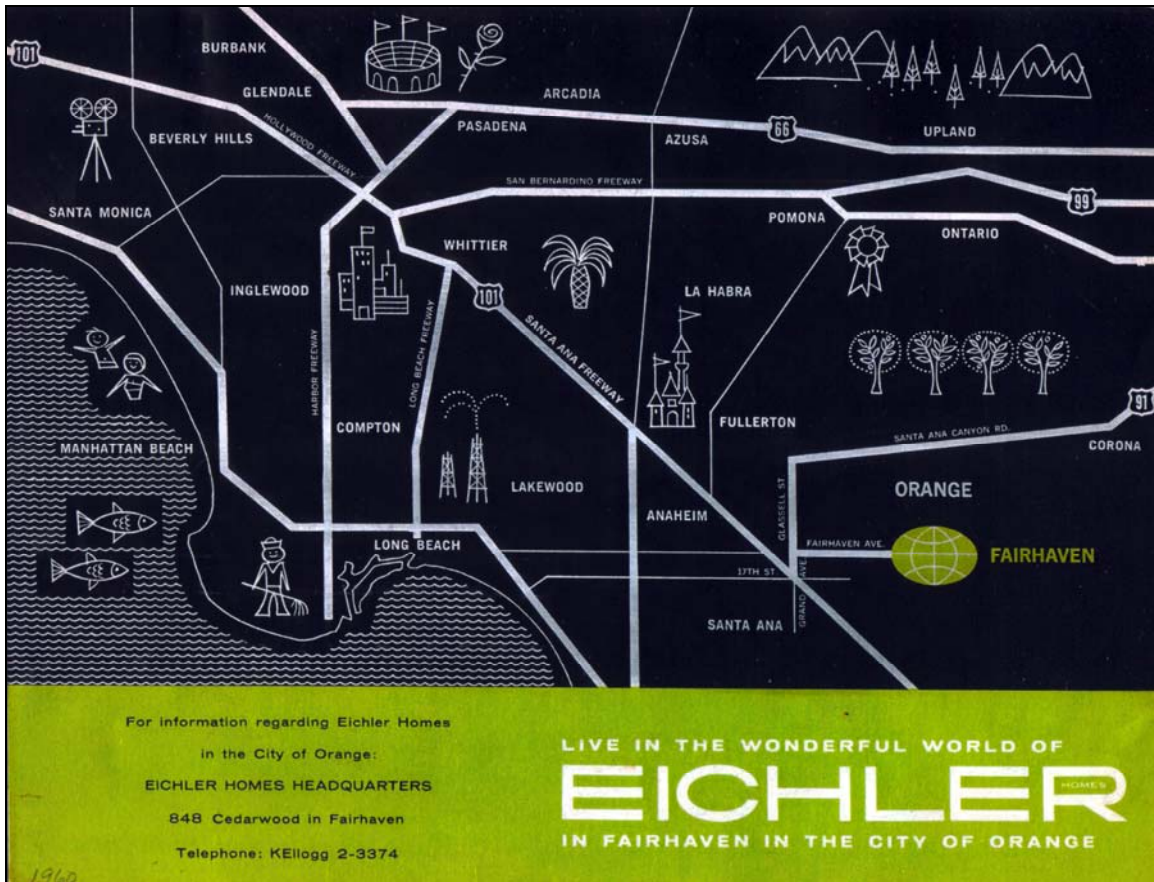 101
BURBANK
GLENDALE
ARCADIA
HOLLYWOOD FREEWAY
PASADENA
BEVERLY HILLS
AZUSA
66
UPLAND
SAN BERNARDINO FREEWAY
SANTA MONICA
99
POMONA
ONTARIO
WHITTIER
INGLEWOOD
101
LA HABRA
SANTA ANA FREEWAY
HARBOR FREEWAY
LONG BEACH FREEWAY
91
COMPTON
FULLERTON
SANTA ANA CANYON RD.
CORONA
MANHATTAN BEACH
LAKEWOOD
ORANGE
ANAHEIM
GLASSELL ST
LONG BEACH
FAIRHAVEN AVE.
FAIRHAVEN
17TH ST
GRAND AVE.
SANTA ANA
For information regarding Eichler Homes
in the City of Orange:
EICHLER HOMES HEADQUARTERS
848 Cedarwood in Fairhaven
Telephone: KEllogg 2-3374
1960
LIVE IN THE WONDERFUL WORLD OF
EICHLER
HOMES
IN FAIRHAVEN IN THE CITY OF ORANGE